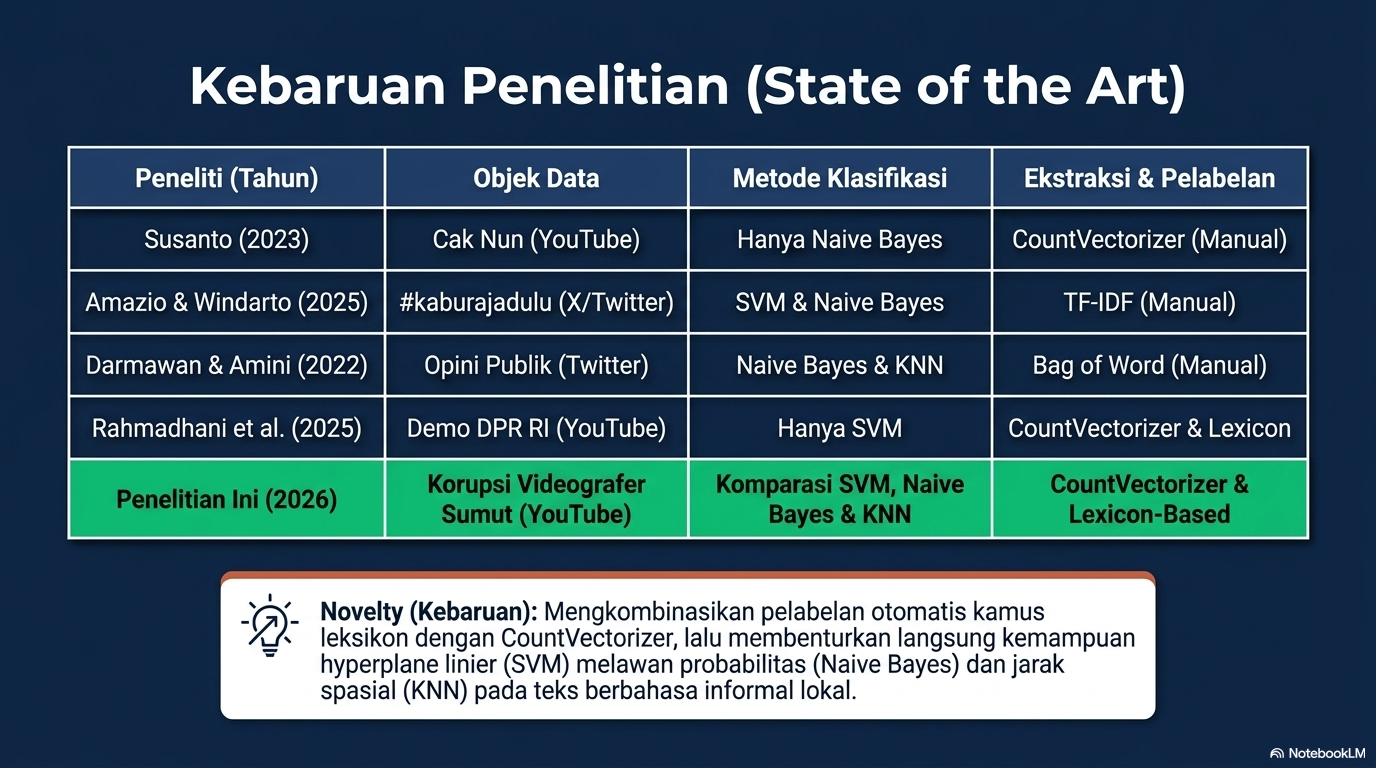 Kebaruan Penelitian (State of the Art)
Peneliti (Tahun)
Objek Data
Metode Klasifikasi
Ekstraksi & Pelabelan
Susanto (2023)
Cak Nun (YouTube)
Hanya Naive Bayes
CountVectorizer (Manual)
Amazio & Windarto (2025)
#kaburajadulu (X/Twitter)
SVM & Naive Bayes
TF-IDF (Manual)
Darmawan & Amini (2022)
Opini Publik (Twitter)
Naive Bayes & KNN
Bag of Word (Manual)
Rahmadhani et al. (2025)
Demo DPR RI (YouTube)
Hanya SVM
CountVectorizer & Lexicon
Penelitian Ini (2026)
Korupsi Videografer
Sumut (YouTube)
Komparasi SVM, Naive
Bayes & KNN
CountVectorizer &
Lexicon-Based
Novelty (Kebaruan): Mengkombinasikan pelabelan otomatis kamus
leksikon dengan CountVectorizer, lalu membenturkan langsung kemampuan
hyperplane linier (SVM) melawan probabilitas (Naive Bayes) dan jarak
spasial (KNN) pada teks berbahasa informal lokal.
NotebookLM